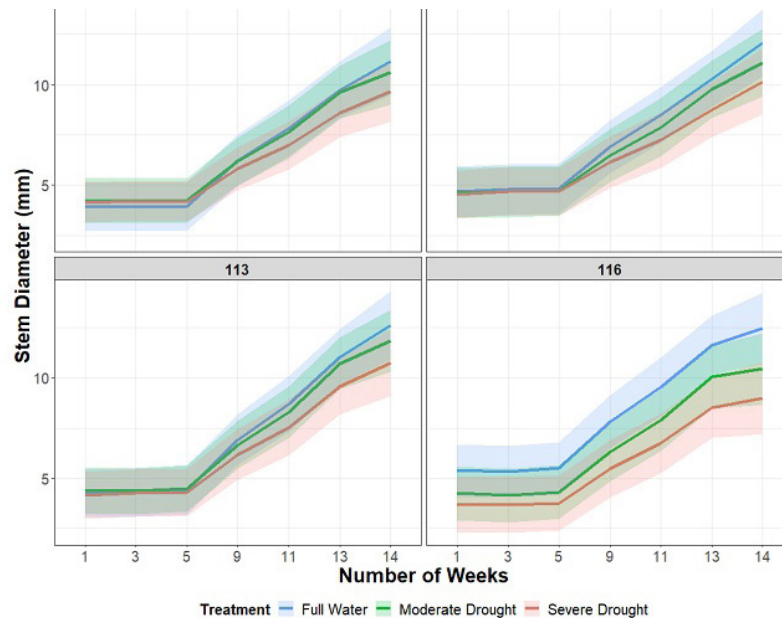 10
5
113
116
10
5
Stem Diameter (mm)
1 3 5 9 11 13 14
1 3 5 9 11 13 14
Number of Weeks
Treatment Full Water Moderate Drought Severe Drought